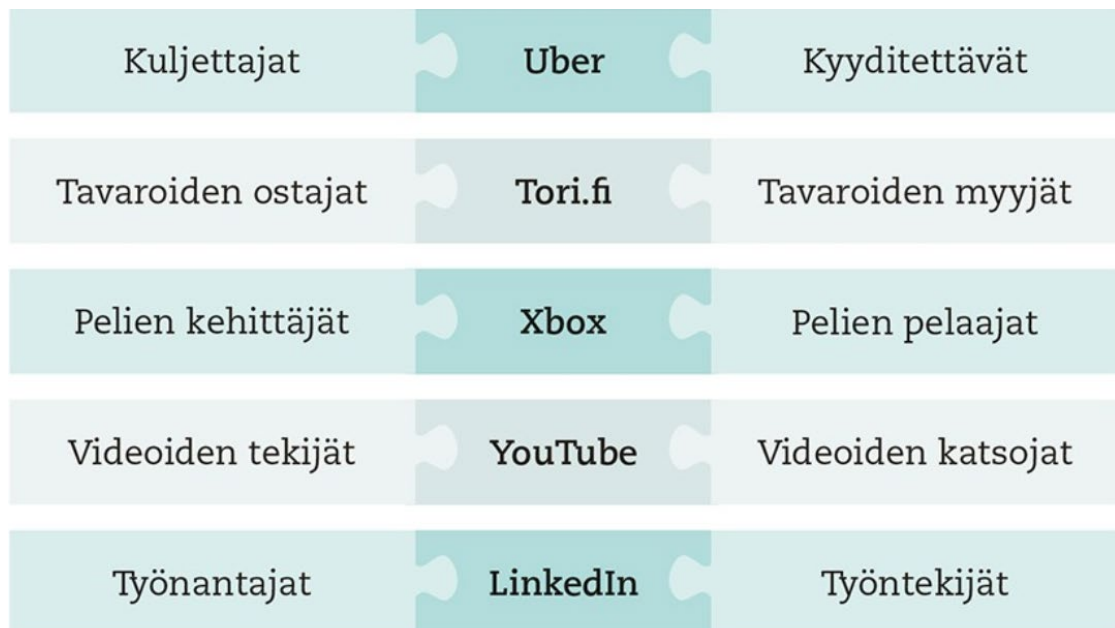 Kuljettajat Uber Kyyditettävät
Tavaroiden ostajat Tori.fi Tavaroiden myyjät
Pelien kehittäjät Xbox Pelien pelaajat
Videoiden tekijät YouTube Videoiden katsojat
Työnantajat LinkedIn Työntekijät